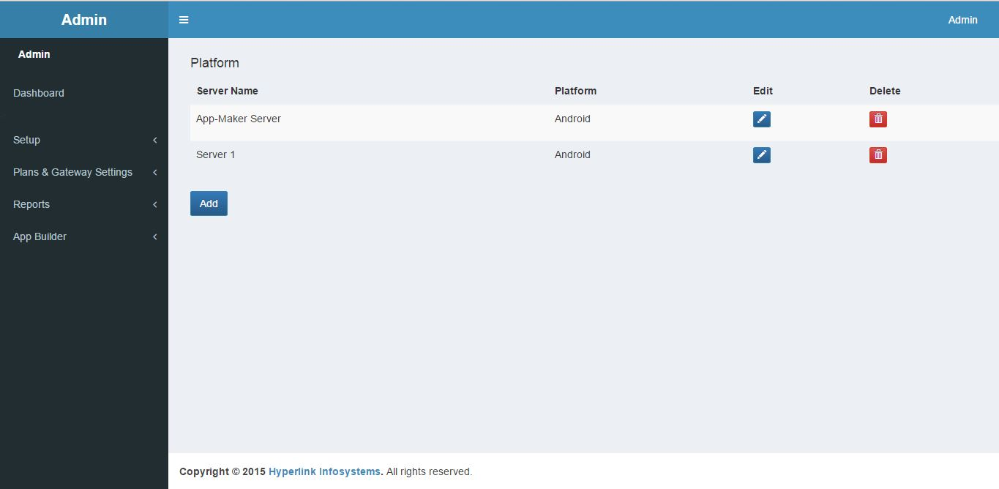 Admin
Admin
Admin
Dashboard
Setup
Plans & Gateway Settings
Reports
App Builder
Platform
Server Name Platform Edit Delete
App-Maker Server Android
Server 1 Android
Add
Copyright © 2015 Hyperlink Infosystems. All rights reserved.